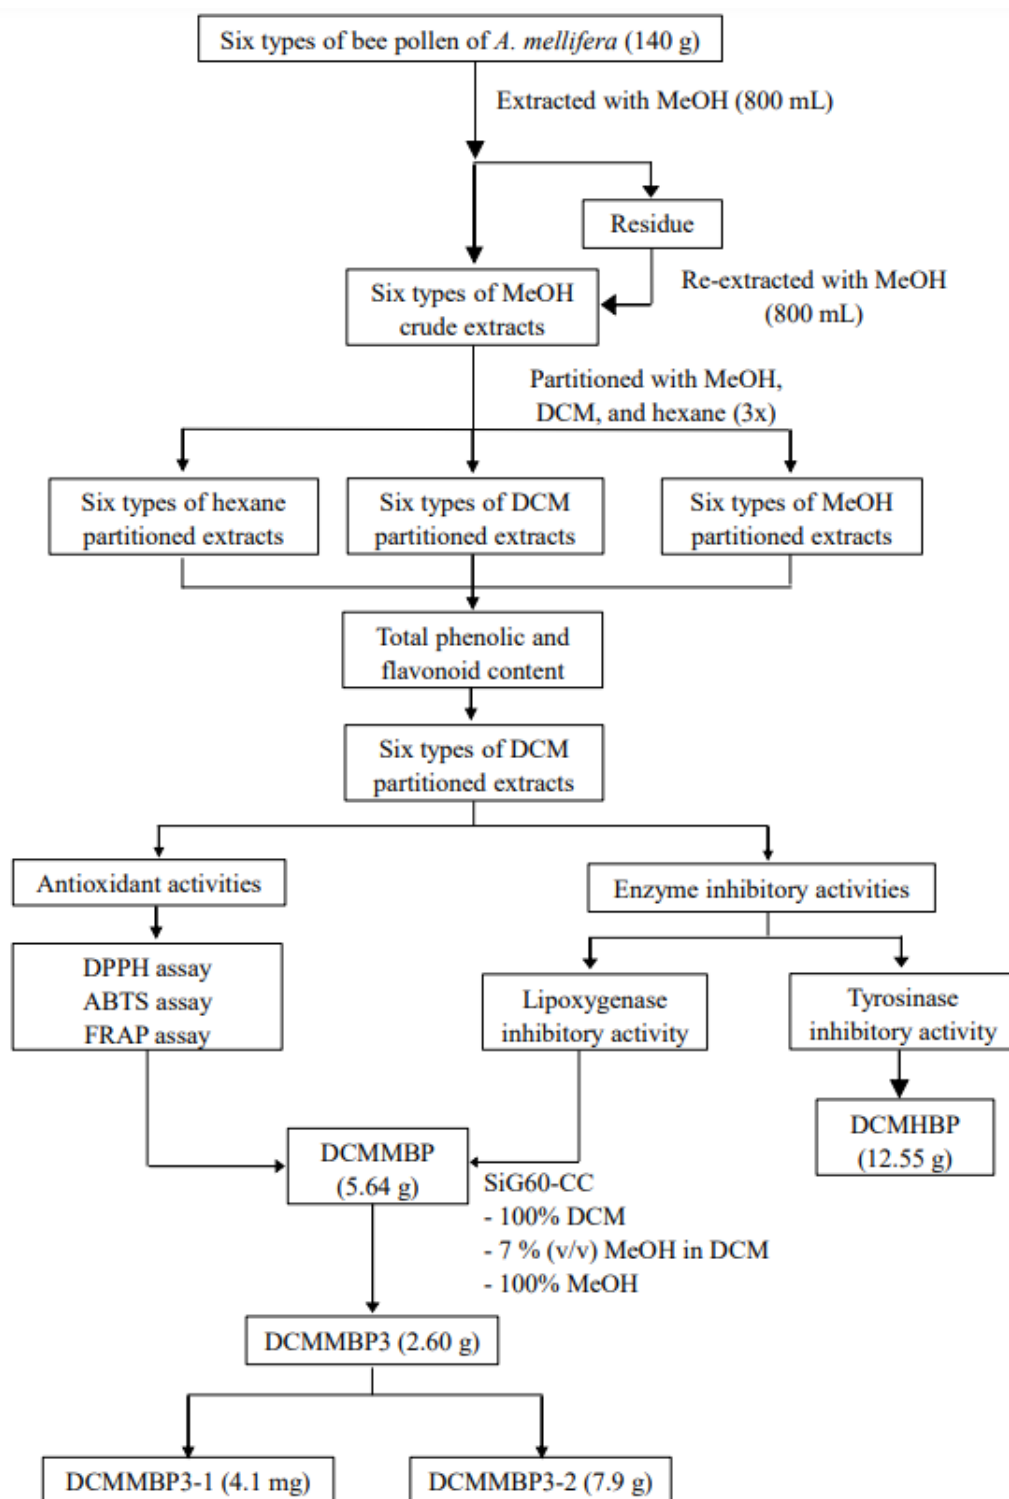 Six types of bee pollen of A. mellifera (140 g)
Extracted with MeOH (800 mL)
Residue
Six types of MeOH
crude extracts
Re-extracted with MeOH
(800 mL)
Partitioned with MeOH,
DCM, and hexane (3x)
Six types of hexane
partitioned extracts
Six types of DCM
partitioned extracts
Six types of MeOH
partitioned extracts
Total phenolic and
flavonoid content
Six types of DCM
partitioned extracts
Antioxidant activities
Enzyme inhibitory activities
DPPH assay
ABTS assay
FRAP assay
Lipoxygenase
inhibitory activity
Tyrosinase
inhibitory activity
DCMMBP
(5.64 g)
DCMHBP
(12.55 g)
SiG60-CC
- 100% DCM
- 7 % (v/v) MeOH in DCM
- 100% MeOH
DCMMBP3 (2.60 g)
DCMMBP3-1 (4.1 mg)
DCMMBP3-2 (7.9 g)